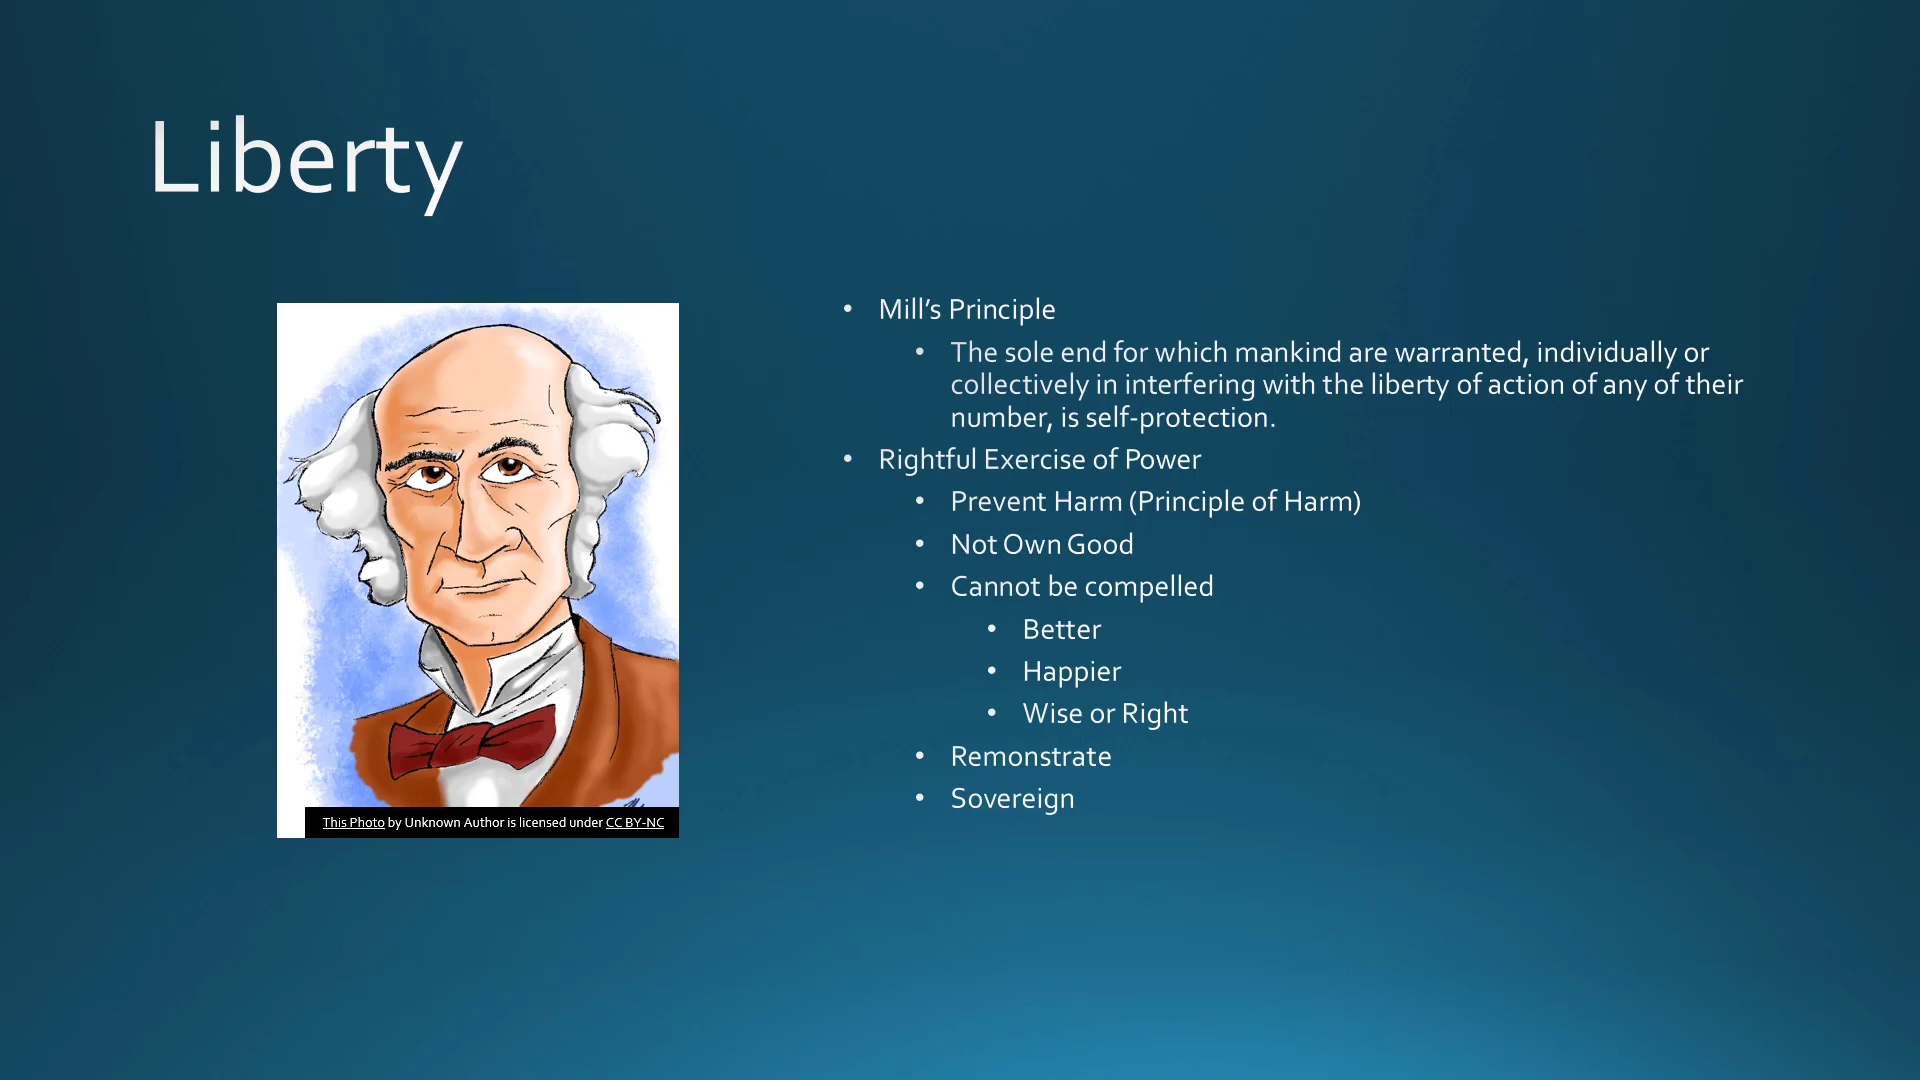 Liberty
• Mill’s Principle
• The sole end for which mankind are warranted, individually or
collectively in interfering with the liberty of action of any of their
number, is self-protection.
• Rightful Exercise of Power
• Prevent Harm (Principle of Harm)
• Not Own Good
• Cannot be compelled
• Better
• Happier
• Wise or Right
• Remonstrate
• Sovereign
This Photo by Unknown Author is licensed under CC BY-NC